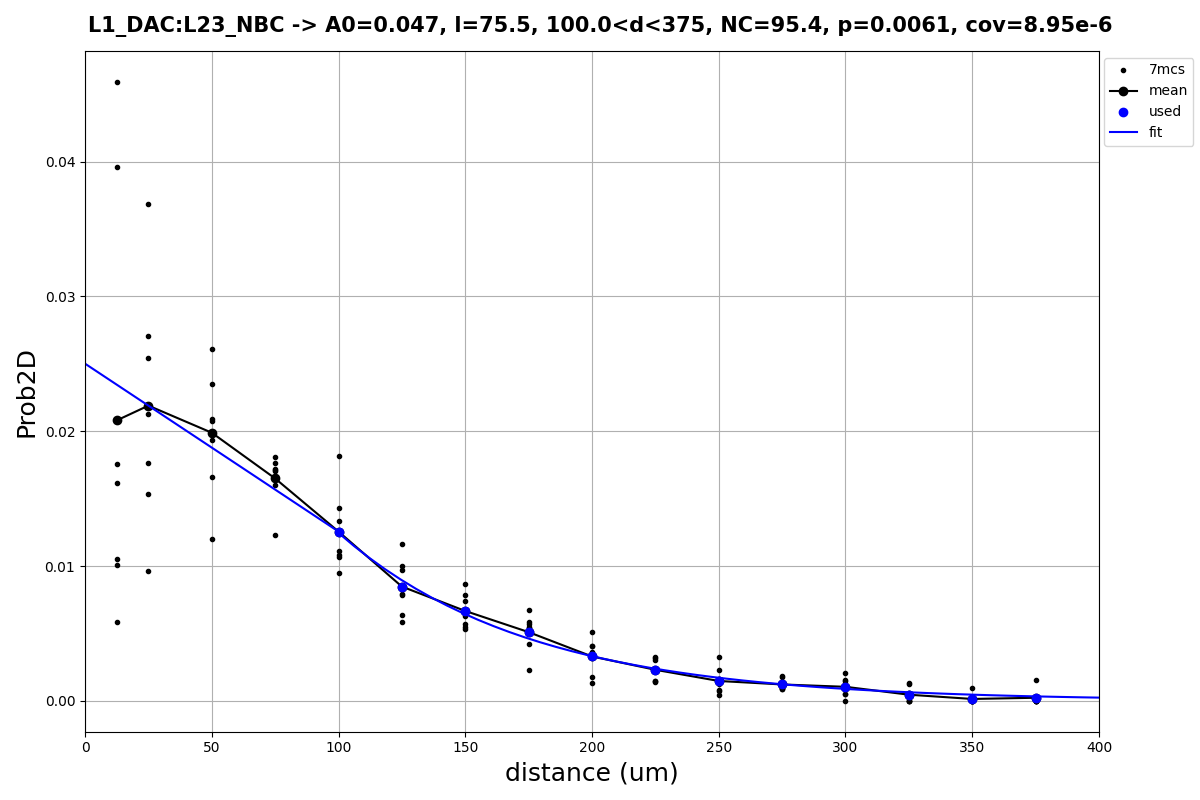 L1_DAC:L23_NBC -> A0=0.047, l=75.5, 100.0<d<375, NC=95.4, p=0.0061, cov=8.95e-6
7mcs
mean
used
fit
0.04
0.03
0.02
0.01
0.00
Prob2D
0 50 100 150 200 250 300 350 400
distance (um)